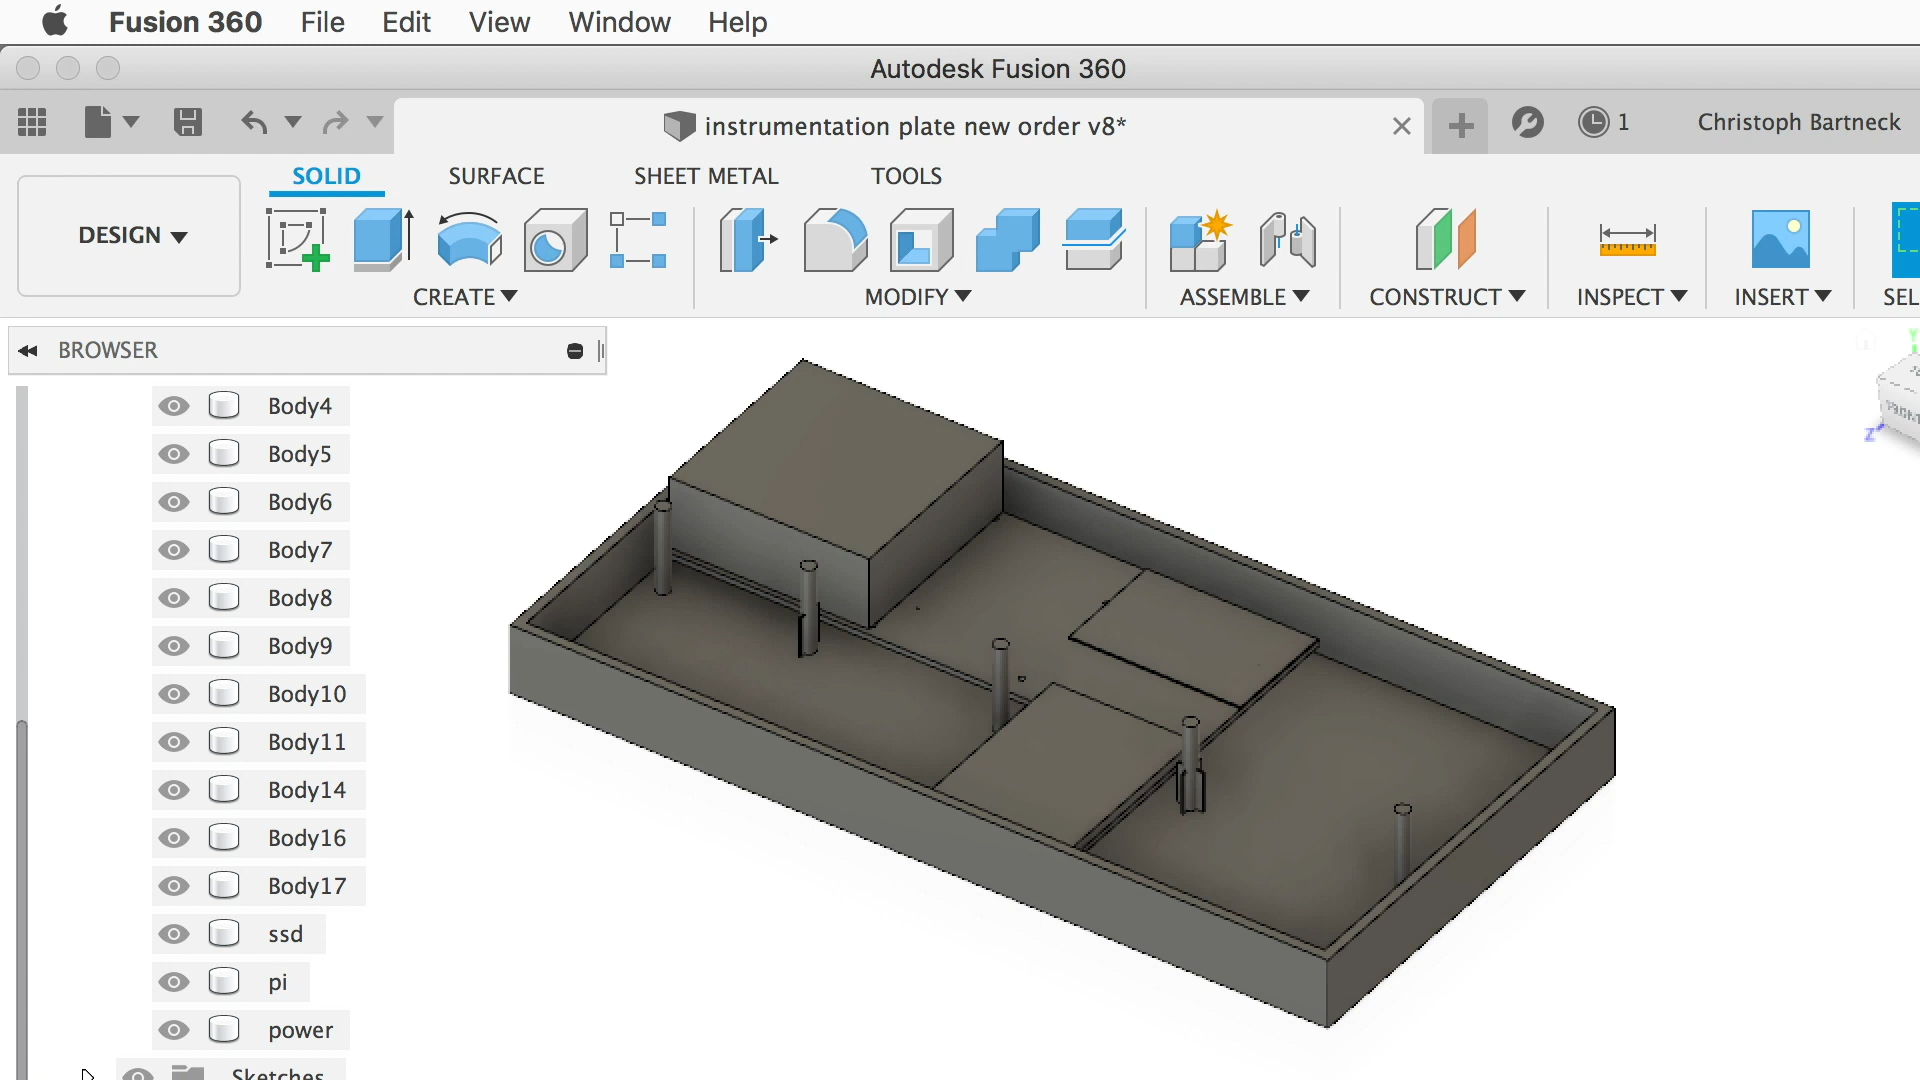 Fusion 360 File Edit View Window Help
Autodesk Fusion 360
instrumentation plate new order v8*
1
Christoph Bartneck
SOLID SURFACE SHEET METAL TOOLS
DESIGN
CREATE MODIFY ASSEMBLE CONSTRUCT INSPECT INSERT SEL
BROWSER
Body4
Body5
Body6
Body7
Body8
Body9
Body10
Body11
Body14
Body16
Body17
ssd
pi
power
Sketches
Y
FRONT
Z